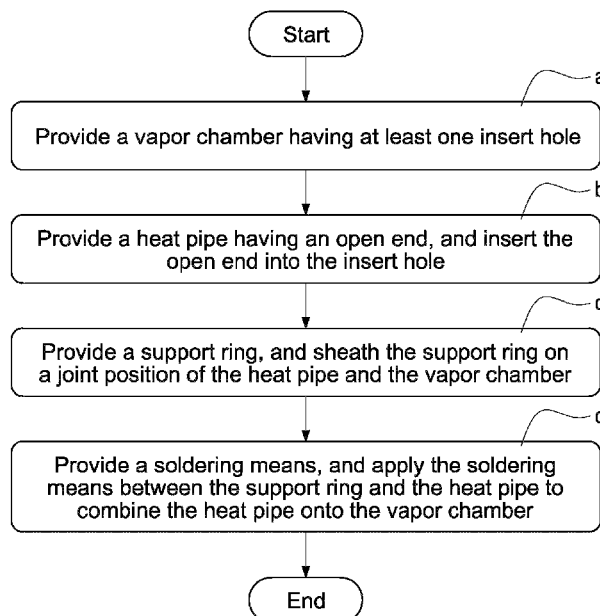 Start
a
Provide a vapor chamber having at least one insert hole
b
Provide a heat pipe having an open end, and insert the
open end into the insert hole
c
Provide a support ring, and sheath the support ring on
a joint position of the heat pipe and the vapor chamber
d
Provide a soldering means, and apply the soldering
means between the support ring and the heat pipe to
combine the heat pipe onto the vapor chamber
End